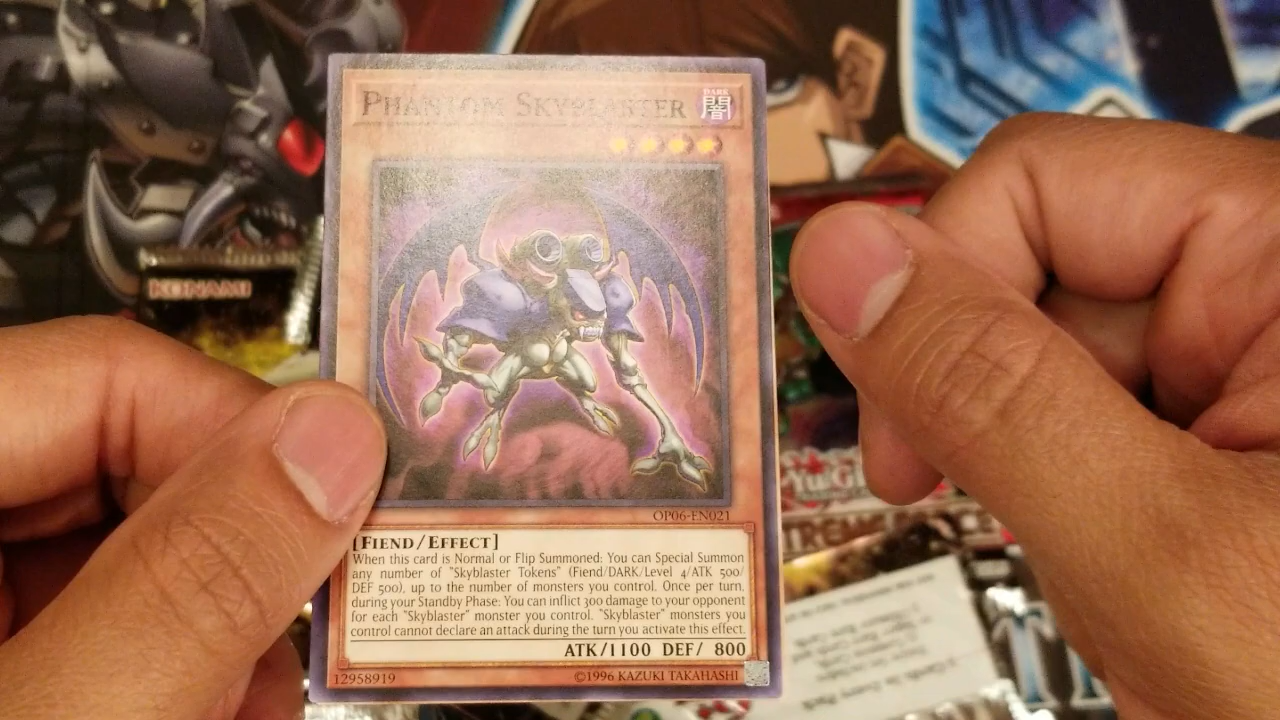 PHANTOM SKYBLASTER
DARK
闇
KONAMI
OP06-EN021
[FIEND/EFFECT]
When this card is Normal or Flip Summoned: You can Special Summon
any number of "Skyblaster Tokens" (Fiend/DARK/Level 4/ATK 500/
DEF 500), up to the number of monsters you control. Once per turn,
during your Standby Phase: You can inflict 300 damage to your opponent
for each "Skyblaster" monster you control. "Skyblaster" monsters you
control cannot declare an attack during the turn you activate this effect.
ATK/1100 DEF/ 800
12958919
©1996 KAZUKI TAKAHASHI